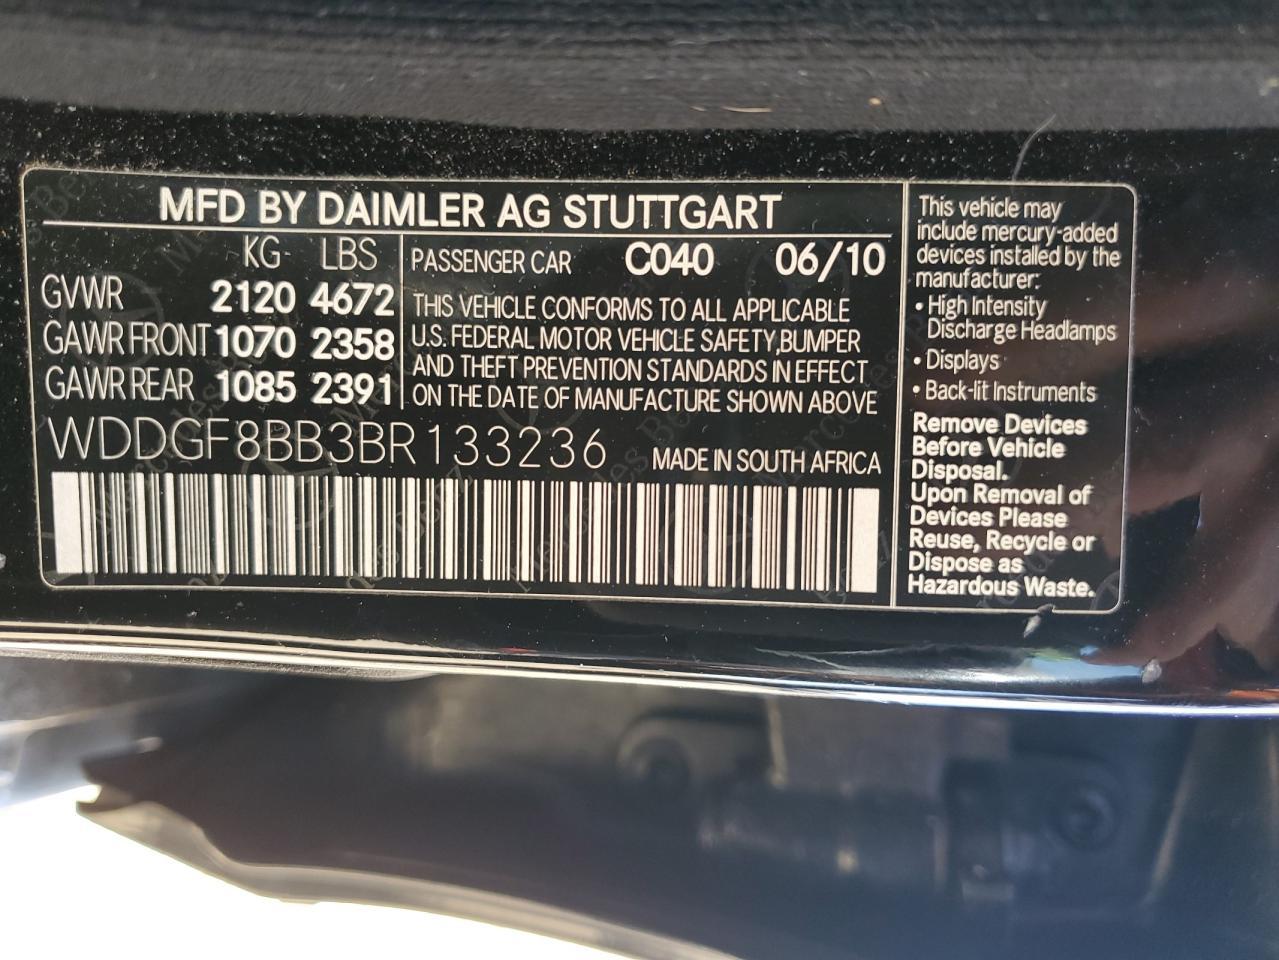 MFD BY DAIMLER AG STUTTGART
KG LBS
GVWR 2120 4672
GAWR FRONT 1070 2358
GAWR REAR 1085 2391
PASSENGER CAR C040 06/10
THIS VEHICLE CONFORMS TO ALL APPLICABLE
U.S. FEDERAL MOTOR VEHICLE SAFETY,BUMPER
AND THEFT PREVENTION STANDARDS IN EFFECT
ON THE DATE OF MANUFACTURE SHOWN ABOVE
WDDGF8BB3BR133236 MADE IN SOUTH AFRICA
This vehicle may
include mercury-added
devices installed by the
manufacturer:
• High Intensity
Discharge Headlamps
• Displays
• Back-lit Instruments
Remove Devices
Before Vehicle
Disposal.
Upon Removal of
Devices Please
Reuse, Recycle or
Dispose as
Hazardous Waste.